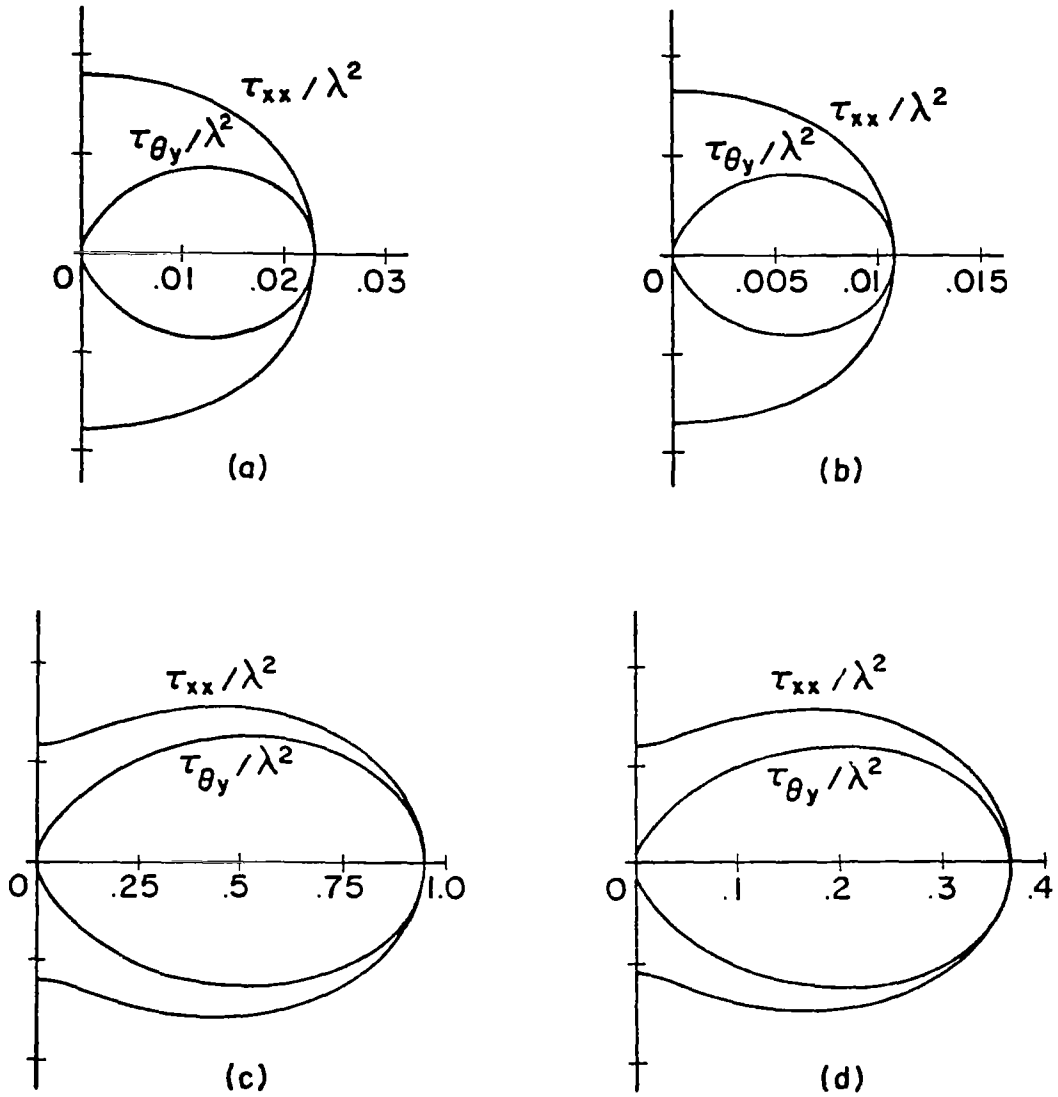 τxx/λ²
τθy/λ²
0 .01 .02 .03
(a)
τxx/λ²
τθy/λ²
0 .005 .01 .015
(b)
τxx/λ²
τθy/λ²
0 .25 .5 .75 1.0
(c)
τxx/λ²
τθy/λ²
0 .1 .2 .3 .4
(d)